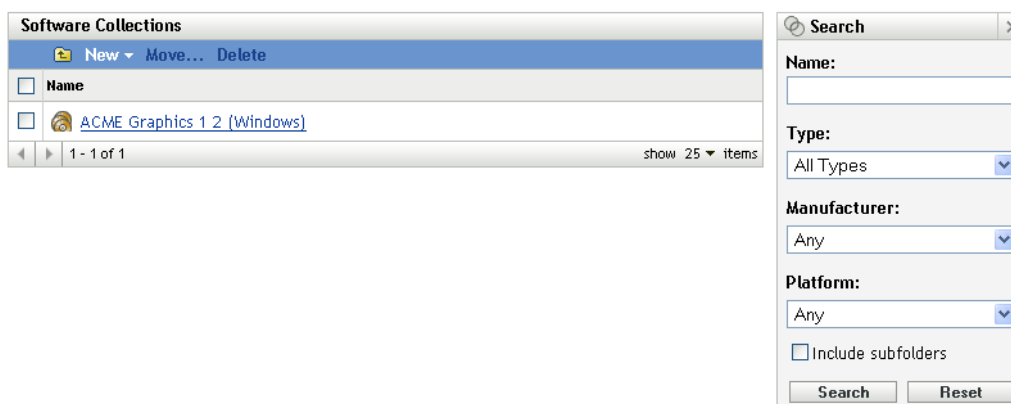 Software Collections
New Move... Delete
Name
ACME Graphics 1 2 (Windows)
1 - 1 of 1 show 25 items
Search
Name:
Type:
All Types
Manufacturer:
Any
Platform:
Any
Include subfolders
Search Reset